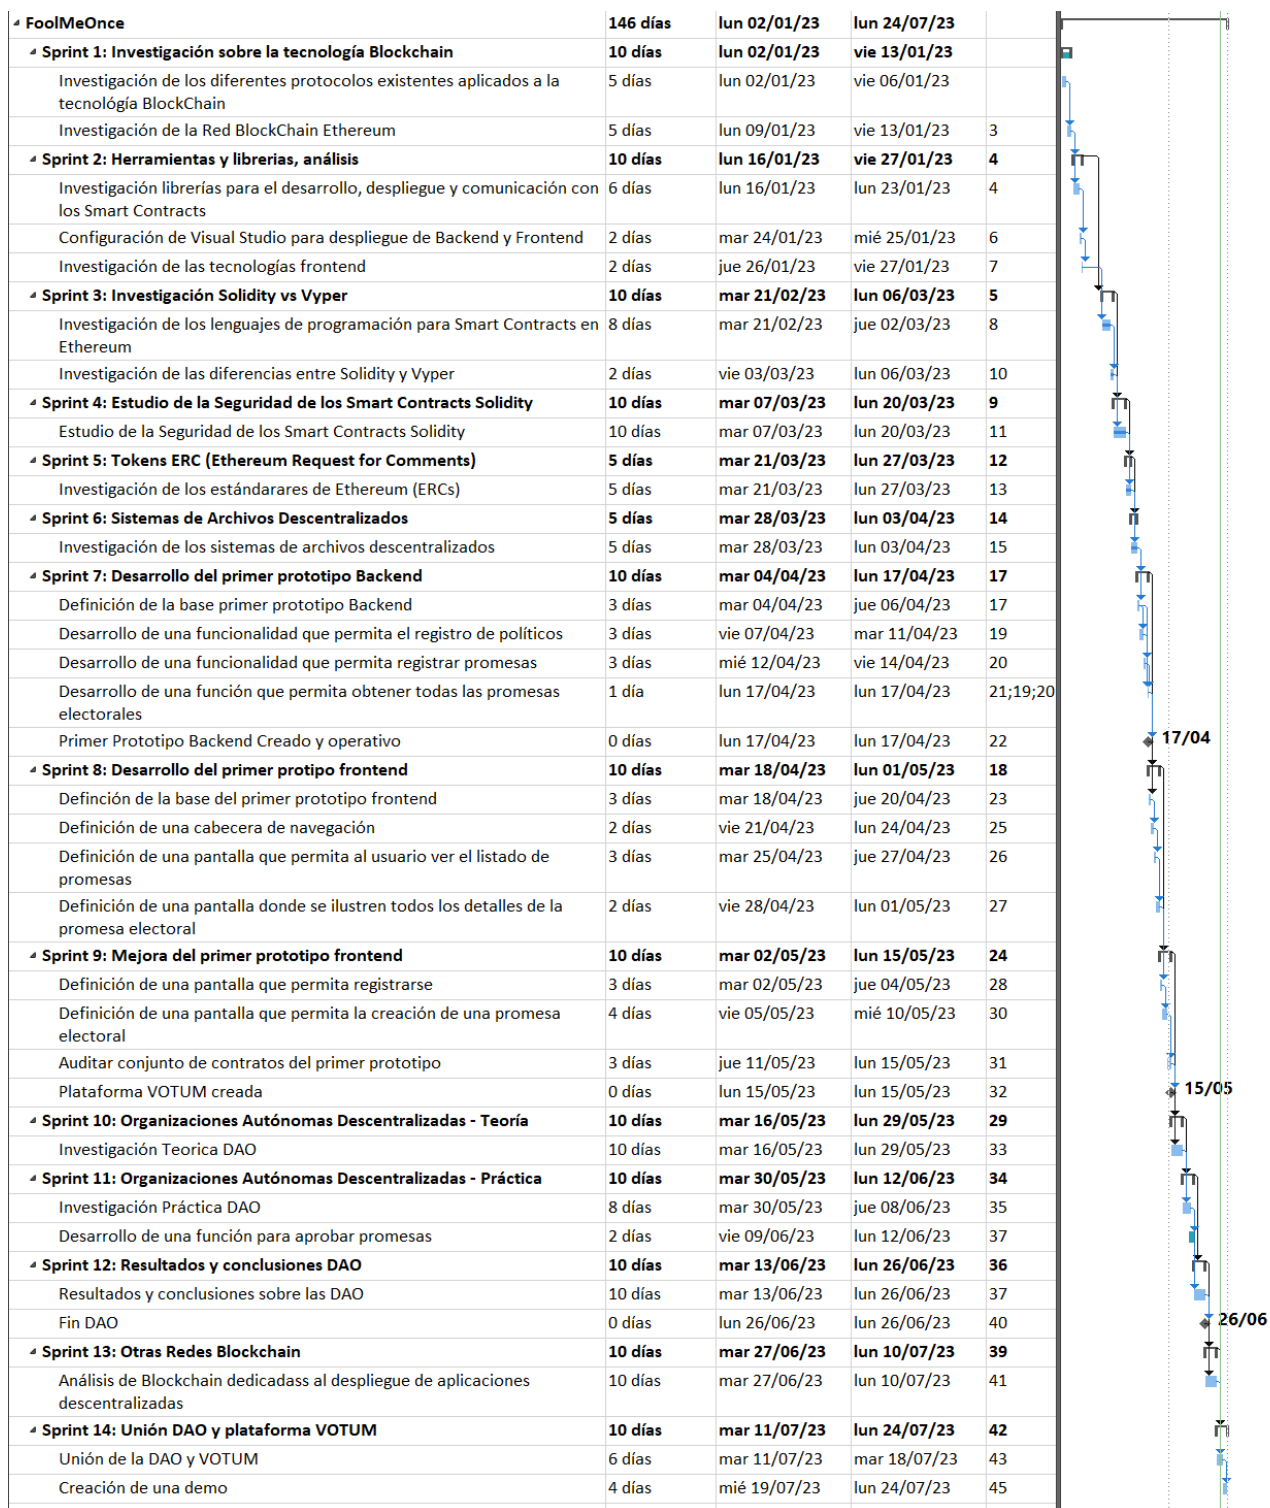 FoolMeOnce 146 días lun 02/01/23 lun 24/07/23
Sprint 1: Investigación sobre la tecnología Blockchain 10 días lun 02/01/23 vie 13/01/23
Investigación de los diferentes protocolos existentes aplicados a la 5 días lun 02/01/23 vie 06/01/23
tecnológía BlockChain
Investigación de la Red BlockChain Ethereum 5 días lun 09/01/23 vie 13/01/23 3
Sprint 2: Herramientas y librerias, análisis 10 días lun 16/01/23 vie 27/01/23 4
Investigación librerías para el desarrollo, despliegue y comunicación con 6 días lun 16/01/23 lun 23/01/23 4
los Smart Contracts
Configuración de Visual Studio para despliegue de Backend y Frontend 2 días mar 24/01/23 mié 25/01/23 6
Investigación de las tecnologías frontend 2 días jue 26/01/23 vie 27/01/23 7
Sprint 3: Investigación Solidity vs Vyper 10 días mar 21/02/23 lun 06/03/23 5
Investigación de los lenguajes de programación para Smart Contracts en 8 días mar 21/02/23 jue 02/03/23 8
Ethereum
Investigación de las diferencias entre Solidity y Vyper 2 días vie 03/03/23 lun 06/03/23 10
Sprint 4: Estudio de la Seguridad de los Smart Contracts Solidity 10 días mar 07/03/23 lun 20/03/23 9
Estudio de la Seguridad de los Smart Contracts Solidity 10 días mar 07/03/23 lun 20/03/23 11
Sprint 5: Tokens ERC (Ethereum Request for Comments) 5 días mar 21/03/23 lun 27/03/23 12
Investigación de los estándarares de Ethereum (ERCs) 5 días mar 21/03/23 lun 27/03/23 13
Sprint 6: Sistemas de Archivos Descentralizados 5 días mar 28/03/23 lun 03/04/23 14
Investigación de los sistemas de archivos descentralizados 5 días mar 28/03/23 lun 03/04/23 15
Sprint 7: Desarrollo del primer prototipo Backend 10 días mar 04/04/23 lun 17/04/23 17
Definición de la base primer prototipo Backend 3 días mar 04/04/23 jue 06/04/23 17
Desarrollo de una funcionalidad que permita el registro de políticos 3 días vie 07/04/23 mar 11/04/23 19
Desarrollo de una funcionalidad que permita registrar promesas 3 días mié 12/04/23 vie 14/04/23 20
Desarrollo de una función que permita obtener todas las promesas 1 día lun 17/04/23 lun 17/04/23 21;19;20
electorales
Primer Prototipo Backend Creado y operativo 0 días lun 17/04/23 lun 17/04/23 22 17/04
Sprint 8: Desarrollo del primer protipo frontend 10 días mar 18/04/23 lun 01/05/23 18
Definción de la base del primer prototipo frontend 3 días mar 18/04/23 jue 20/04/23 23
Definición de una cabecera de navegación 2 días vie 21/04/23 lun 24/04/23 25
Definición de una pantalla que permita al usuario ver el listado de 3 días mar 25/04/23 jue 27/04/23 26
promesas
Definición de una pantalla donde se ilustren todos los detalles de la 2 días vie 28/04/23 lun 01/05/23 27
promesa electoral
Sprint 9: Mejora del primer prototipo frontend 10 días mar 02/05/23 lun 15/05/23 24
Definición de una pantalla que permita registrarse 3 días mar 02/05/23 jue 04/05/23 28
Definición de una pantalla que permita la creación de una promesa 4 días vie 05/05/23 mié 10/05/23 30
electoral
Auditar conjunto de contratos del primer prototipo 3 días jue 11/05/23 lun 15/05/23 31
Plataforma VOTUM creada 0 días lun 15/05/23 lun 15/05/23 32 15/05
Sprint 10: Organizaciones Autónomas Descentralizadas - Teoría 10 días mar 16/05/23 lun 29/05/23 29
Investigación Teorica DAO 10 días mar 16/05/23 lun 29/05/23 33
Sprint 11: Organizaciones Autónomas Descentralizadas - Práctica 10 días mar 30/05/23 lun 12/06/23 34
Investigación Práctica DAO 8 días mar 30/05/23 jue 08/06/23 35
Desarrollo de una función para aprobar promesas 2 días vie 09/06/23 lun 12/06/23 37
Sprint 12: Resultados y conclusiones DAO 10 días mar 13/06/23 lun 26/06/23 36
Resultados y conclusiones sobre las DAO 10 días mar 13/06/23 lun 26/06/23 37
Fin DAO 0 días lun 26/06/23 lun 26/06/23 40 26/06
Sprint 13: Otras Redes Blockchain 10 días mar 27/06/23 lun 10/07/23 39
Análisis de Blockchain dedicadass al despliegue de aplicaciones 10 días mar 27/06/23 lun 10/07/23 41
descentralizadas
Sprint 14: Unión DAO y plataforma VOTUM 10 días mar 11/07/23 lun 24/07/23 42
Unión de la DAO y VOTUM 6 días mar 11/07/23 mar 18/07/23 43
Creación de una demo 4 días mié 19/07/23 lun 24/07/23 45